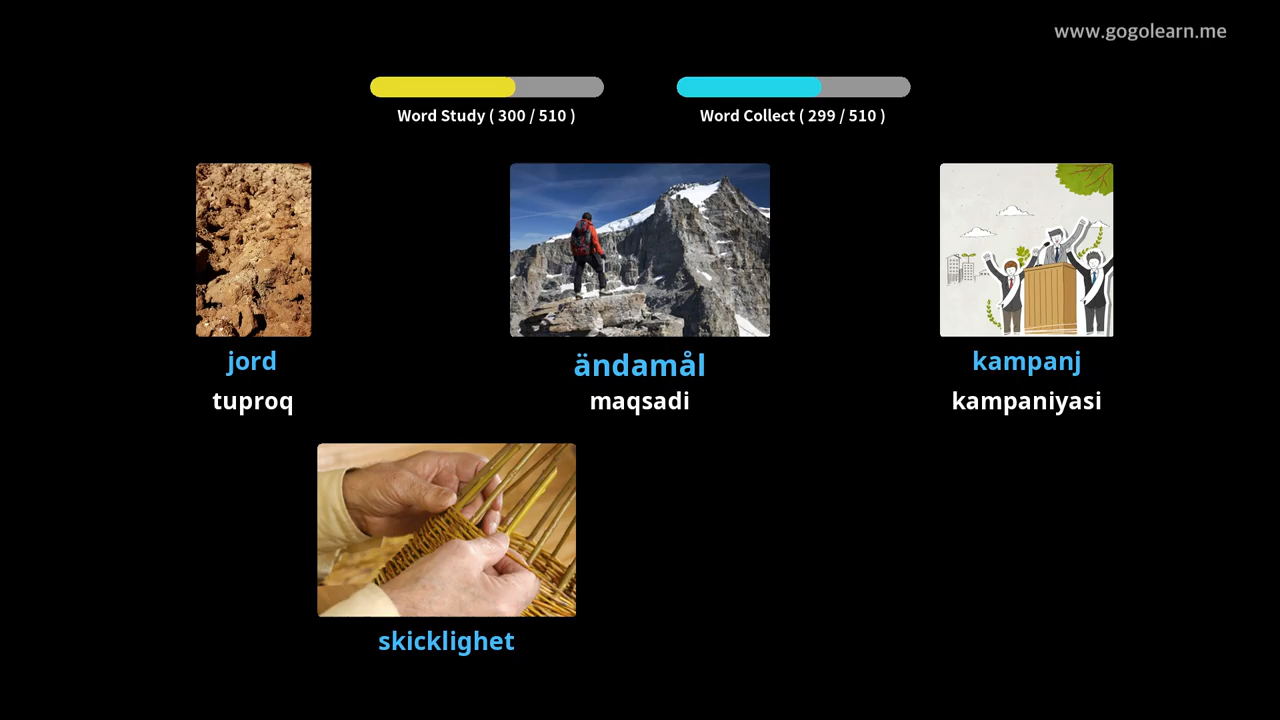 www.gogolearn.me
Word Study ( 300 / 510 )
Word Collect ( 299 / 510 )
jord
ändamål
kampanj
tuproq
maqsadi
kampaniyasi
skicklighet